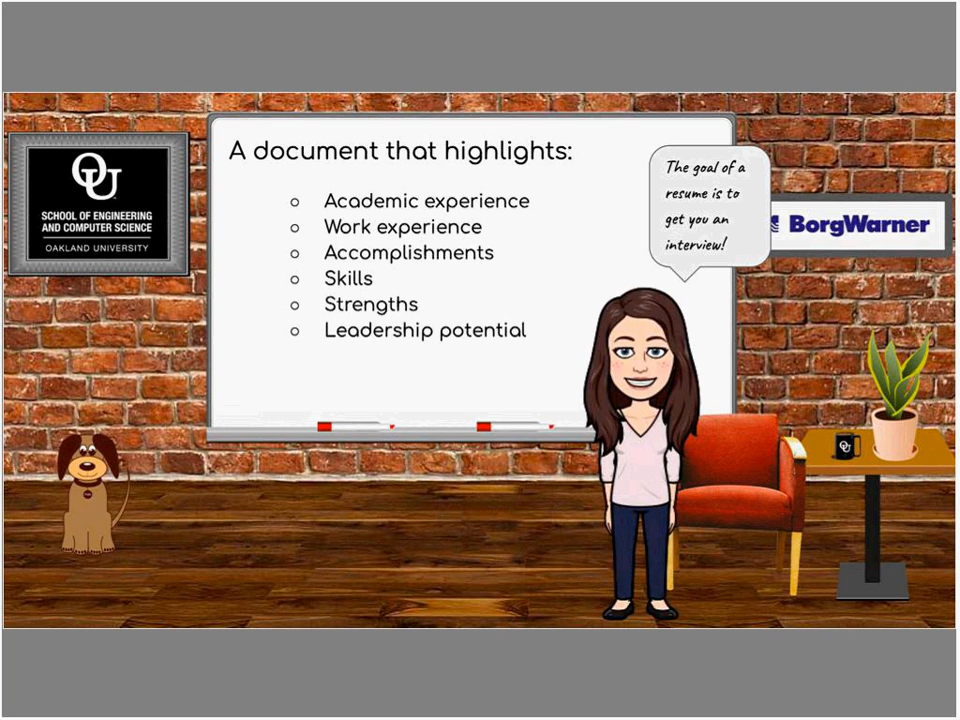 A document that highlights:
○ Academic experience
○ Work experience
○ Accomplishments
○ Skills
○ Strengths
○ Leadership potential
The goal of a
resume is to
get you an
interview!
OU
SCHOOL OF ENGINEERING
AND COMPUTER SCIENCE
OAKLAND UNIVERSITY
BorgWarner
OU